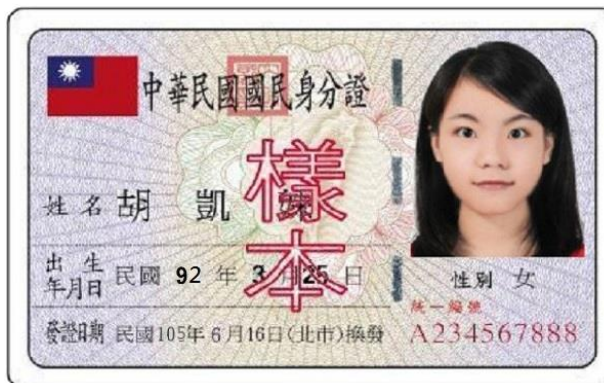 中華民國國民身分證
樣本
姓名 胡 凱
出生年月日 民國 92 年 3 月 25 日
性別 女
統一編號
發證日期 民國105年6月16日(北市)換發
A234567888